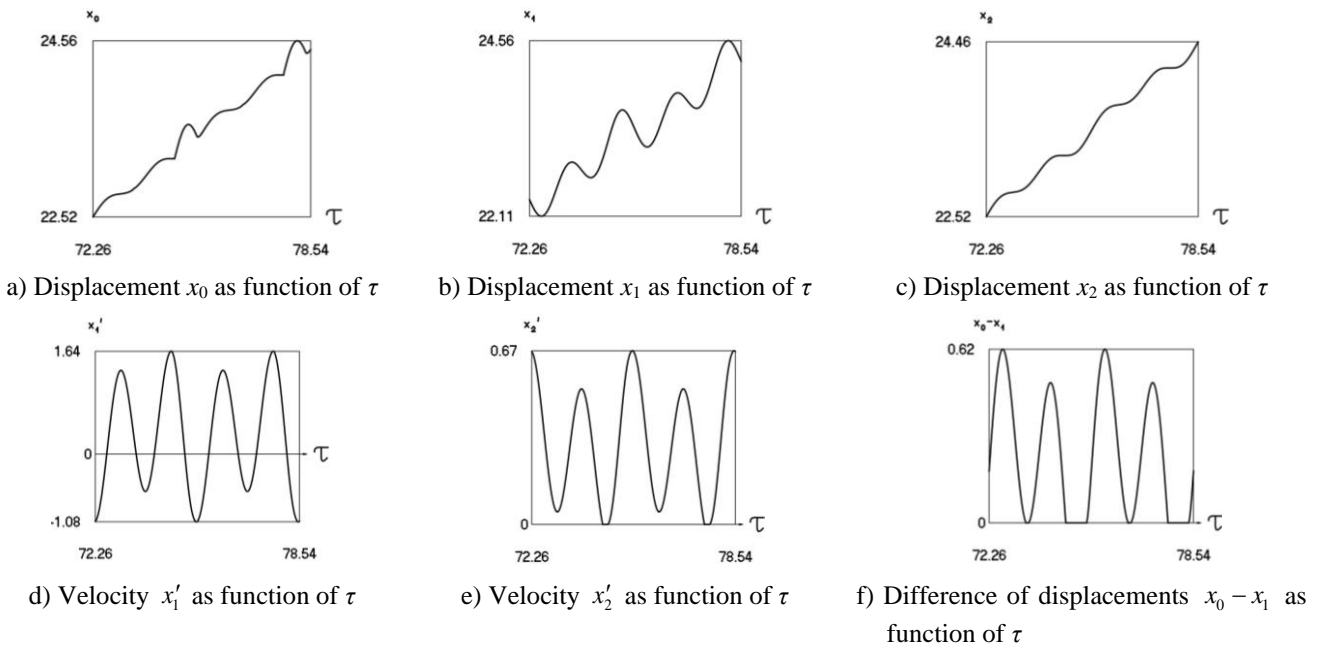 x₀
24.56
22.52
τ
72.26 78.54
a) Displacement x₀ as function of τ
x₁
24.56
22.11
τ
72.26 78.54
b) Displacement x₁ as function of τ
x₂
24.46
22.52
τ
72.26 78.54
c) Displacement x₂ as function of τ
x₁'
1.64
0
τ
-1.08
72.26 78.54
d) Velocity x₁′ as function of τ
x₂'
0.67
0
τ
72.26 78.54
e) Velocity x₂′ as function of τ
x₀-x₁
0.62
0
τ
72.26 78.54
f) Difference of displacements x₀ − x₁ as
function of τ